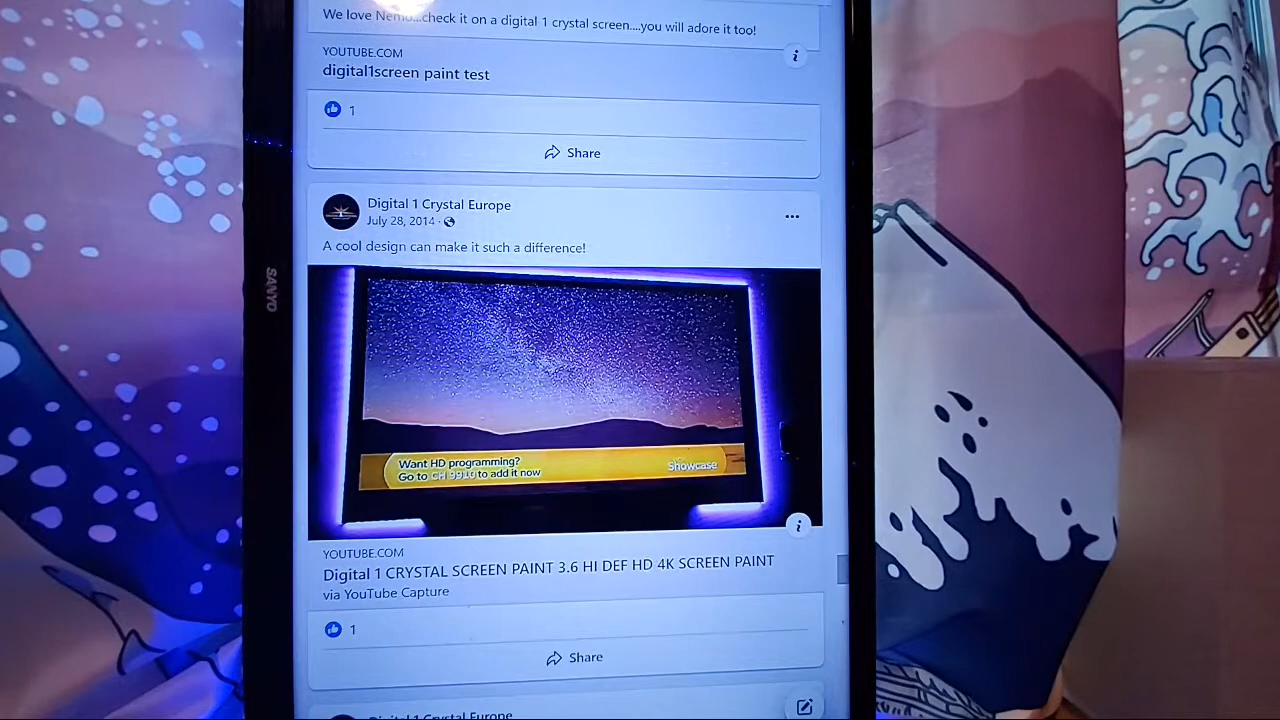 We love Nemo...check it on a digital 1 crystal screen....you will adore it too!
YOUTUBE.COM
digital1screen paint test
1
Share
Digital 1 Crystal Europe
July 28, 2014 ·
A cool design can make it such a difference!
SANYO
Want HD programming?
Go to CH 9910 to add it now
Showcase
YOUTUBE.COM
Digital 1 CRYSTAL SCREEN PAINT 3.6 HI DEF HD 4K SCREEN PAINT
via YouTube Capture
1
Share
Digital 1 Crystal Europe